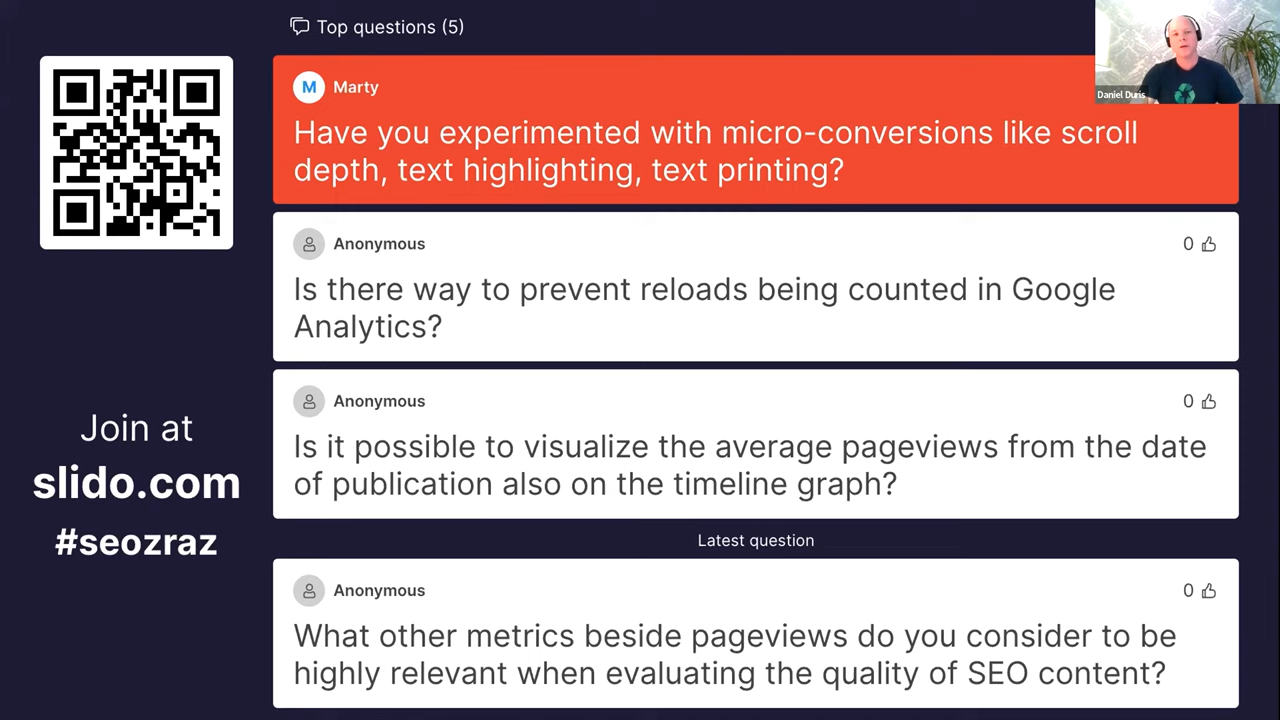 Top questions (5)
Daniel Duris
M Marty
Have you experimented with micro-conversions like scroll
depth, text highlighting, text printing?
Anonymous
0
Is there way to prevent reloads being counted in Google
Analytics?
Anonymous
0
Is it possible to visualize the average pageviews from the date
of publication also on the timeline graph?
Latest question
Anonymous
0
What other metrics beside pageviews do you consider to be
highly relevant when evaluating the quality of SEO content?
Join at
slido.com
#seozraz